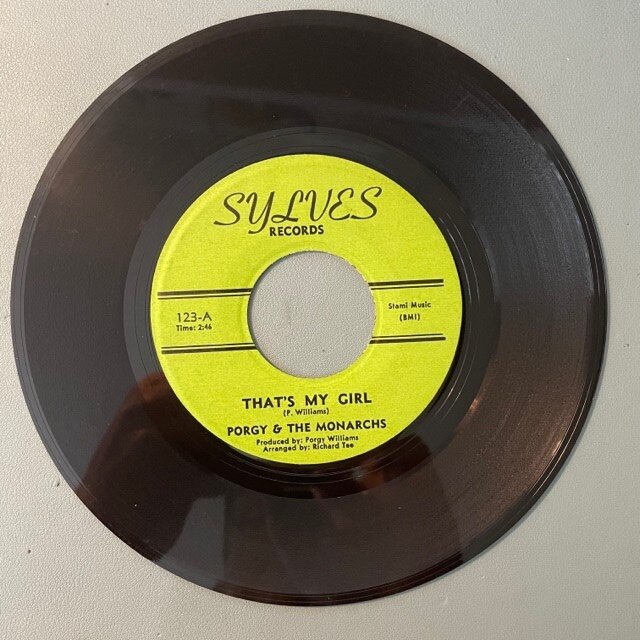 SYLVES
RECORDS
123-A
Time: 2:46
Stami Music
(BMI)
THAT'S MY GIRL
(P. Williams)
PORGY & THE MONARCHS
Produced by: Porgy Williams
Arranged by: Richard Tee